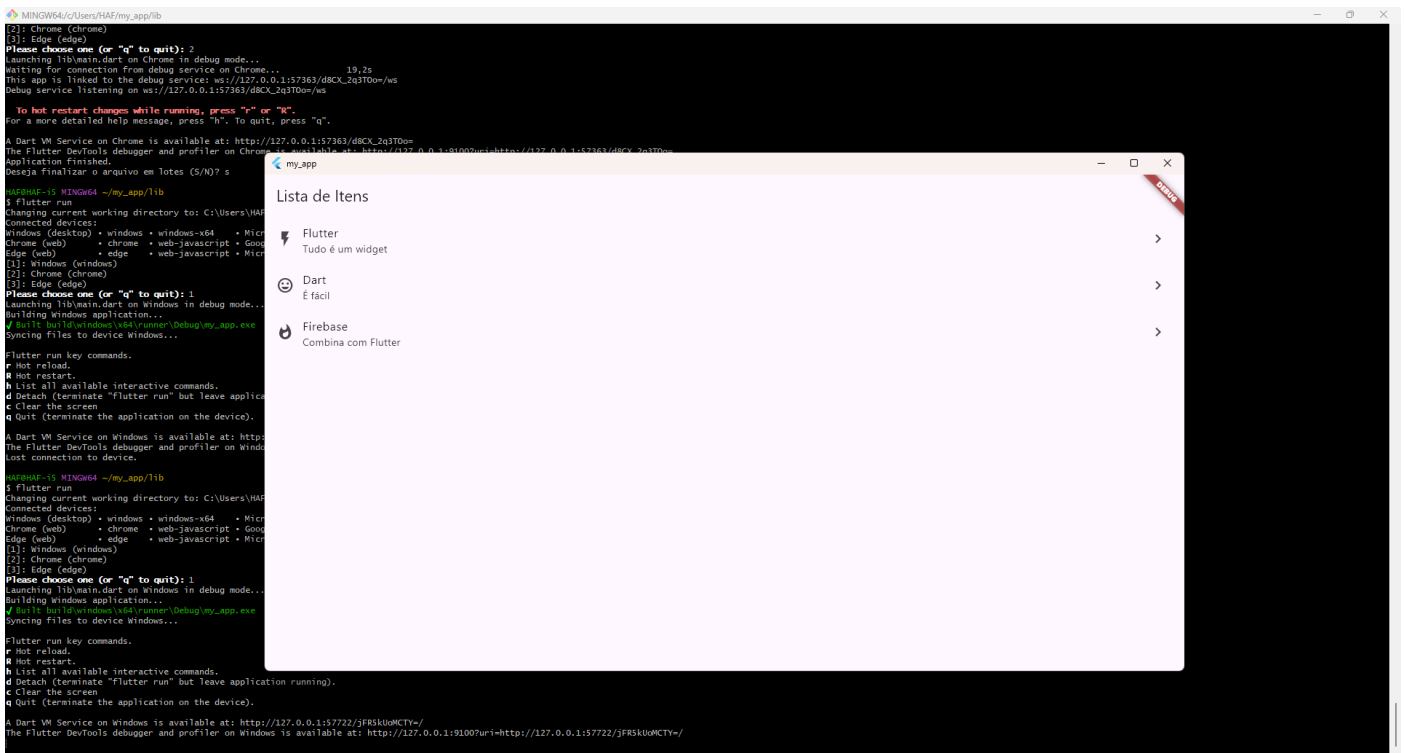 MINGW64:/c/Users/HAF/my_app/lib
[2]: Chrome (chrome)
[3]: Edge (edge)
Please choose one (or "q" to quit): 2
Launching lib\main.dart on Chrome in debug mode...
Waiting for connection from debug service on Chrome... 19,2s
This app is linked to the debug service: ws://127.0.0.1:57363/d8CX_2q3TOo=/ws
Debug service listening on ws://127.0.0.1:57363/d8CX_2q3TOo=/ws
To hot restart changes while running, press "r" or "R".
For a more detailed help message, press "h". To quit, press "q".
A Dart VM Service on Chrome is available at: http://127.0.0.1:57363/d8CX_2q3TOo=
The Flutter DevTools debugger and profiler on Chrome is available at: http://127.0.0.1:9100?uri=http://127.0.0.1:57363/d8CX_2q3TOo=
Application finished.
Deseja finalizar o arquivo em lotes (S/N)? s
HAF@HAF-i5 MINGW64 ~/my_app/lib
$ flutter run
Changing current working directory to: C:\Users\HAF
Connected devices:
Windows (desktop) • windows • windows-x64 • Micr
Chrome (web) • chrome • web-javascript • Goog
Edge (web) • edge • web-javascript • Micr
[1]: Windows (windows)
[2]: Chrome (chrome)
[3]: Edge (edge)
Please choose one (or "q" to quit): 1
Launching lib\main.dart on Windows in debug mode...
Building Windows application...
√ Built build\windows\x64\runner\Debug\my_app.exe
Syncing files to device Windows...
Flutter run key commands.
r Hot reload.
R Hot restart.
h List all available interactive commands.
d Detach (terminate "flutter run" but leave applica
c Clear the screen
q Quit (terminate the application on the device).
A Dart VM Service on Windows is available at: http:
The Flutter DevTools debugger and profiler on Windo
Lost connection to device.
HAF@HAF-i5 MINGW64 ~/my_app/lib
$ flutter run
Changing current working directory to: C:\Users\HAF
Connected devices:
Windows (desktop) • windows • windows-x64 • Micr
Chrome (web) • chrome • web-javascript • Goog
Edge (web) • edge • web-javascript • Micr
[1]: Windows (windows)
[2]: Chrome (chrome)
[3]: Edge (edge)
Please choose one (or "q" to quit): 1
Launching lib\main.dart on Windows in debug mode...
Building Windows application...
√ Built build\windows\x64\runner\Debug\my_app.exe
Syncing files to device Windows...
Flutter run key commands.
r Hot reload.
R Hot restart.
h List all available interactive commands.
d Detach (terminate "flutter run" but leave application running).
c Clear the screen
q Quit (terminate the application on the device).
A Dart VM Service on Windows is available at: http://127.0.0.1:57722/jFR5kUoMCTY=/
The Flutter DevTools debugger and profiler on Windows is available at: http://127.0.0.1:9100?uri=http://127.0.0.1:57722/jFR5kUoMCTY=/
my_app
DEBUG
Lista de Itens
Flutter
Tudo é um widget
Dart
É fácil
Firebase
Combina com Flutter